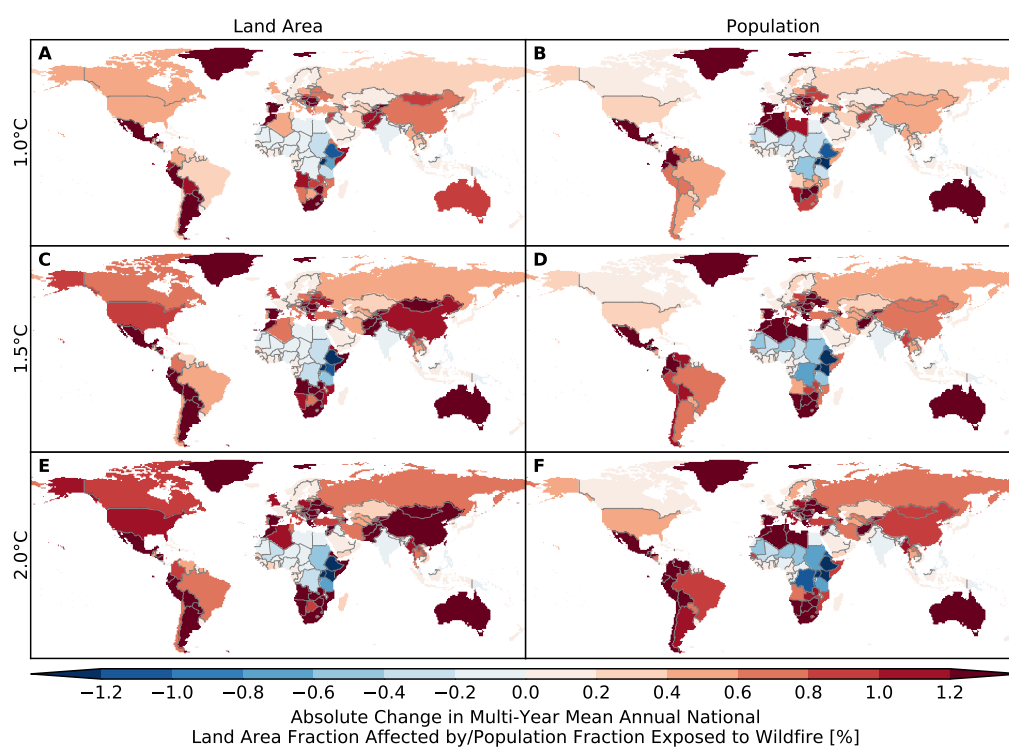 Land Area
Population
A
B
1.0°C
C
D
1.5°C
E
F
2.0°C
−1.2 −1.0 −0.8 −0.6 −0.4 −0.2 0.0 0.2 0.4 0.6 0.8 1.0 1.2
Absolute Change in Multi-Year Mean Annual National
Land Area Fraction Affected by/Population Fraction Exposed to Wildfire [%]